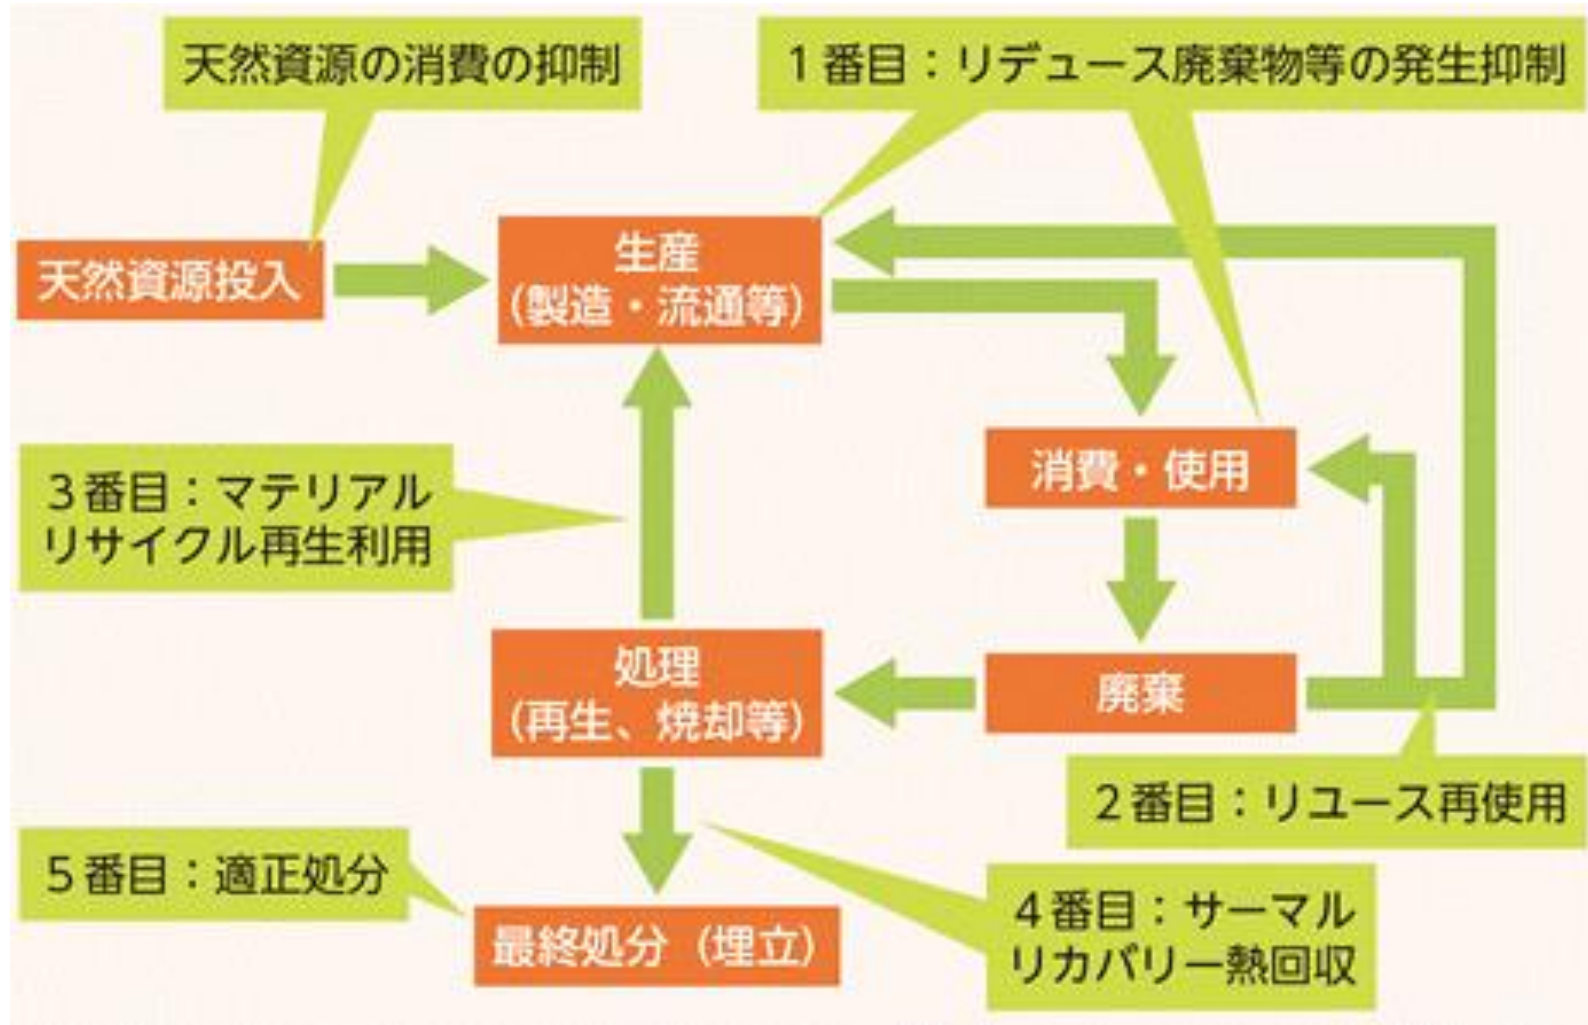 天然資源の消費の抑制
1番目：リデュース廃棄物等の発生抑制
天然資源投入
生産
（製造・流通等）
消費・使用
3番目：マテリアル
リサイクル再生利用
処理
（再生、焼却等）
廃棄
2番目：リユース再使用
5番目：適正処分
最終処分（埋立）
4番目：サーマル
リカバリー熱回収